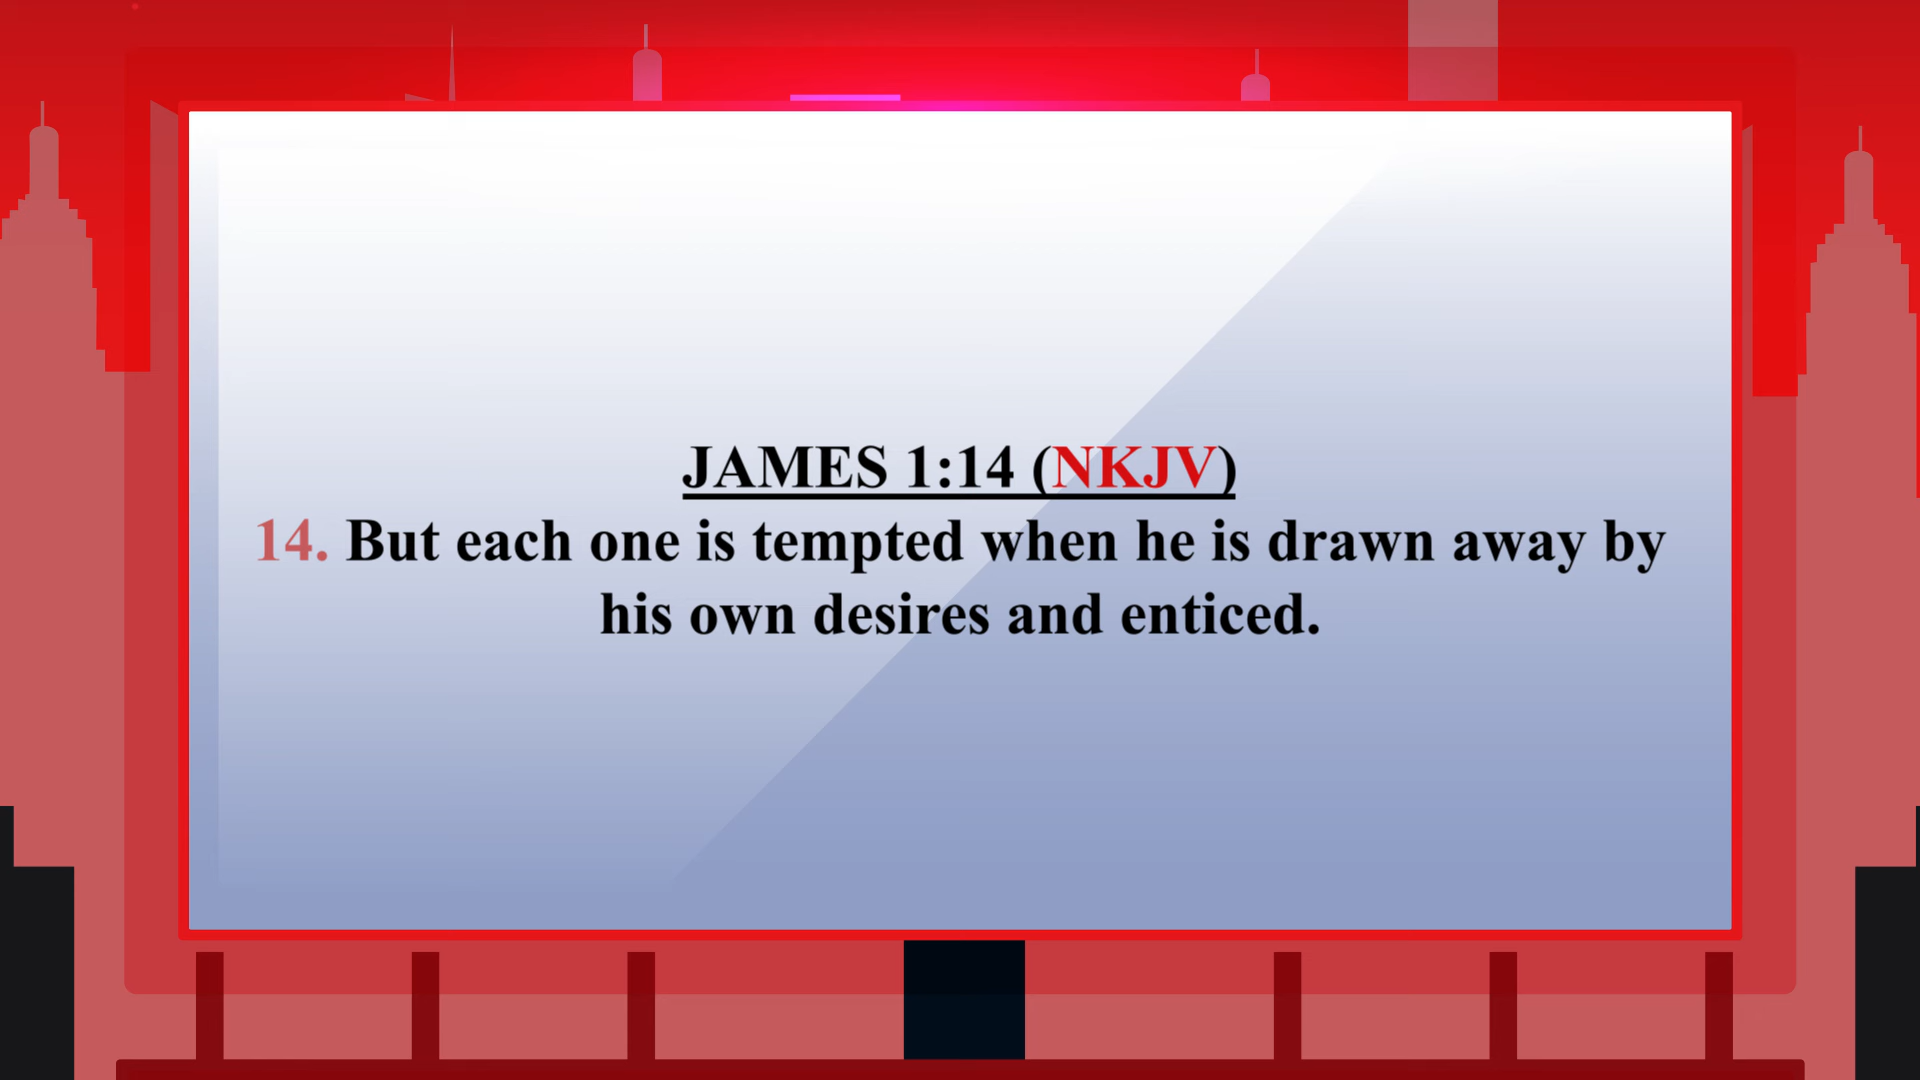 JAMES 1:14 (NKJV)
14. But each one is tempted when he is drawn away by
his own desires and enticed.